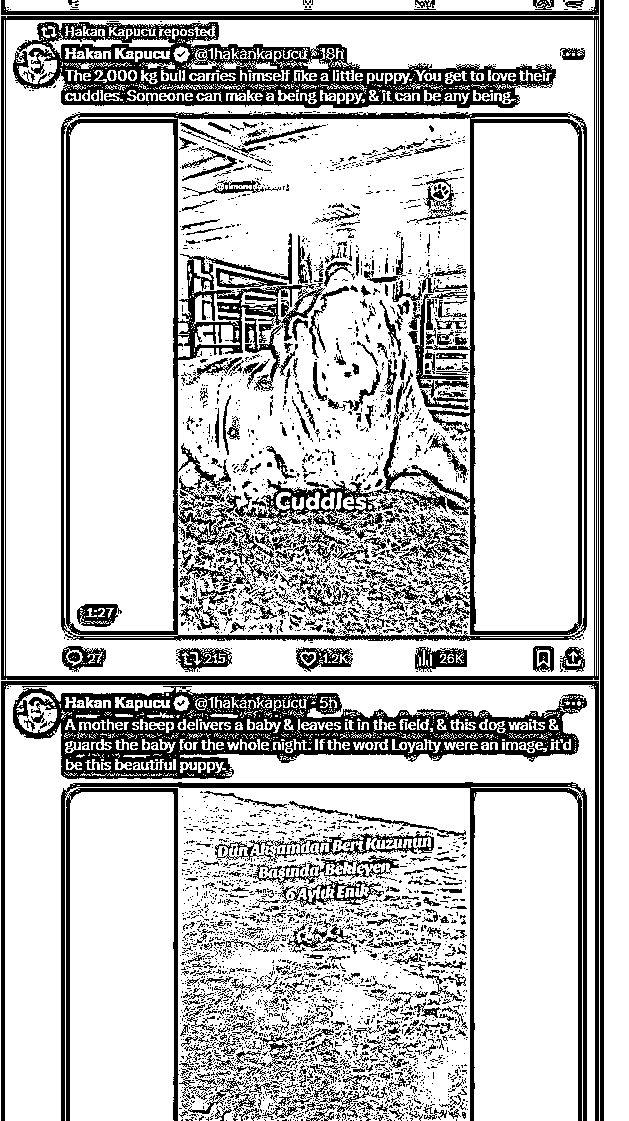 Hakan Kapucu reposted
Hakan Kapucu @1hakankapucu · 18h
The 2,000 kg bull carries himself like a little puppy. You get to love their
cuddles. Someone can make a being happy, & it can be any being.
Cuddles.
1:27
27 215 1.2K 26K
Hakan Kapucu @1hakankapucu · 5h
A mother sheep delivers a baby & leaves it in the field, & this dog waits &
guards the baby for the whole night. If the word Loyalty were an image, it'd
be this beautiful puppy.
Dün Akşamdan Beri Kuzunun
Başında Bekleyen
6 Aylık Enik